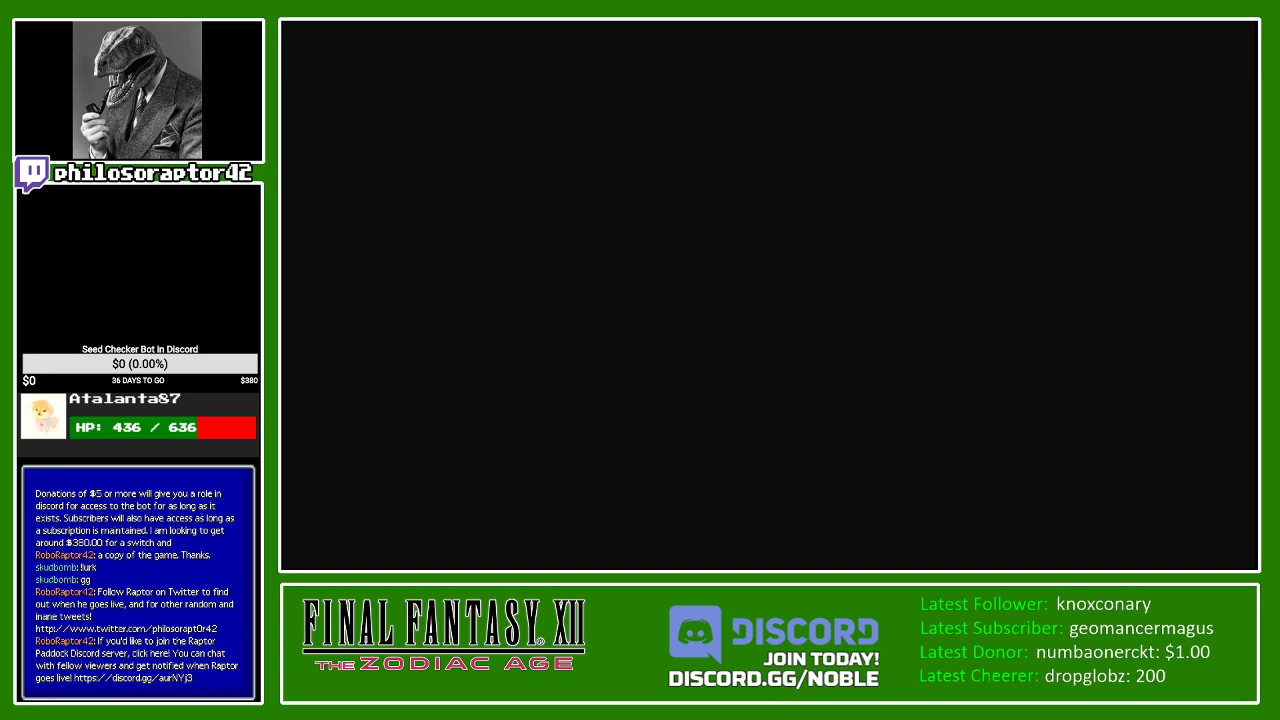 philosoraptor42
Seed Checker Bot in Discord
$0 (0.00%)
$0 36 DAYS TO GO $380
Atalanta87
HP: 436 / 636
Donations of $5 or more will give you a role in
discord for access to the bot for as long as it
exists. Subscribers will also have access as long as
a subscription is maintained. I am looking to get
around $380.00 for a switch and
RoboRaptor42: a copy of the game. Thanks.
skudbomb: !lurk
skudbomb: gg
RoboRaptor42: Follow Raptor on Twitter to find
out when he goes live, and for other random and
inane tweets!
http://www.twitter.com/philosorapt0r42
RoboRaptor42: If you'd like to join the Raptor
Paddock Discord server, click here! You can chat
with fellow viewers and get notified when Raptor
goes live! https://discord.gg/aurNVj3
FINAL FANTASY XII
THE ZODIAC AGE
DISCORD
JOIN TODAY!
DISCORD.GG/NOBLE
Latest Follower: knoxconary
Latest Subscriber: geomancermagus
Latest Donor: numbaonerckt: $1.00
Latest Cheerer: dropglobz: 200